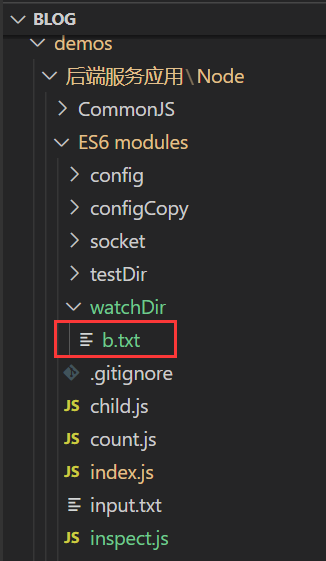 BLOG
demos
后端服务应用\Node
CommonJS
ES6 modules
config
configCopy
socket
testDir
watchDir
b.txt
.gitignore
JS child.js
JS count.js
JS index.js
input.txt
JS inspect.js